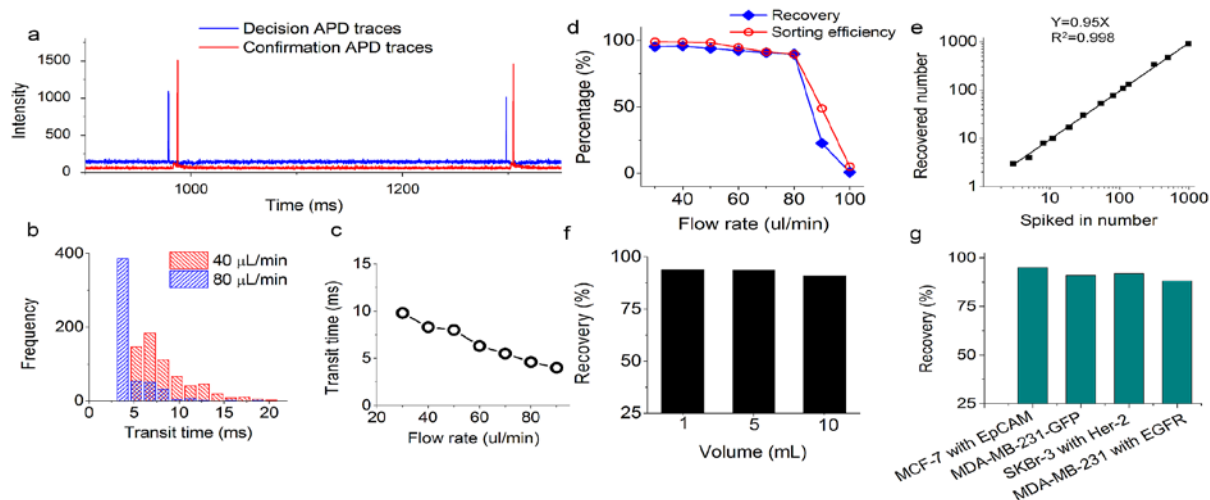 a
Decision APD traces
Confirmation APD traces
1500
1000
500
0
Intensity
1000
1200
Time (ms)
b
40 μL/min
80 μL/min
400
200
0
Frequency
0
5
10
15
20
Transit time (ms)
c
15
10
5
0
Transit time (ms)
20
40
60
80
Flow rate (ul/min)
d
Recovery
Sorting efficiency
100
50
0
Percentage (%)
40
60
80
100
Flow rate (ul/min)
e
Y=0.95X
R²=0.998
1000
100
10
1
Recovered number
10
100
1000
Spiked in number
f
100
75
50
25
Recovery (%)
1
5
10
Volume (mL)
g
100
75
50
25
Recovery (%)
MCF-7 with EpCAM
MDA-MB-231-GFP
SKBr-3 with Her-2
MDA-MB-231 with EGFR